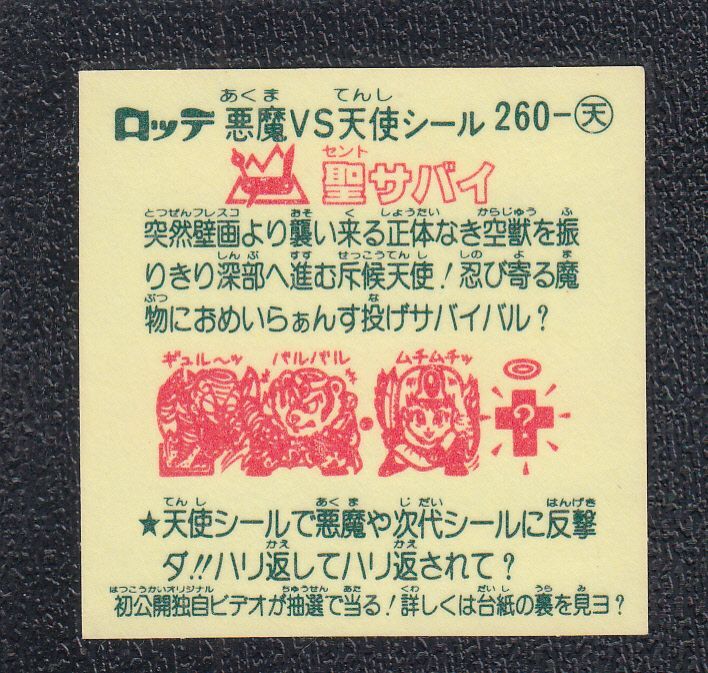 ロッテ 悪魔VS天使シール 260-天
あくま てんし
セント
聖サバイ
とつぜんフレスコ おそ く しょうたい からじゅう ふ
突然壁画より襲い来る正体なき空獣を振
しんぶ すす せっこうてんし しの よ ま
りきり深部へ進む斥候天使!忍び寄る魔
ぶつ な
物におめいらぁんす投げサバイバル?
ギュル〜ッ バルバル ムチムチッ
?
てんし あくま じだい はんげき
★天使シールで悪魔や次代シールに反撃
かえ かえ
ダ!!ハリ返してハリ返されて?
はつこうかいオリジナル ちゅうせん あた くわ だいし うら み
初公開独自ビデオが抽選で当る!詳しくは台紙の裏を見ヨ?